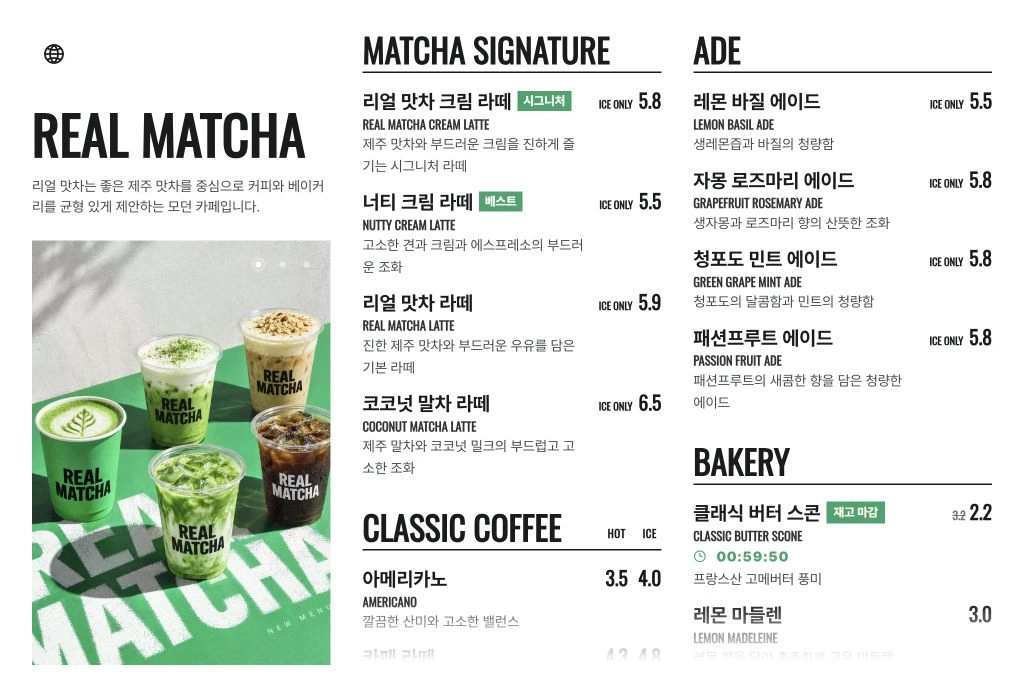 REAL MATCHA
리얼 맛차는 좋은 제주 맛차를 중심으로 커피와 베이커
리를 균형 있게 제안하는 모던 카페입니다.
REAL
MATCHA
REAL
MATCHA
REAL
MATCHA
REAL
MATCHA
REAL
MATCHA
REAL
MATCHA
NEW MENU
MATCHA SIGNATURE
리얼 맛차 크림 라떼 시그니처 ICE ONLY 5.8
REAL MATCHA CREAM LATTE
제주 맛차와 부드러운 크림을 진하게 즐
기는 시그니처 라떼
너티 크림 라떼 베스트 ICE ONLY 5.5
NUTTY CREAM LATTE
고소한 견과 크림과 에스프레소의 부드러
운 조화
리얼 맛차 라떼 ICE ONLY 5.9
REAL MATCHA LATTE
진한 제주 맛차와 부드러운 우유를 담은
기본 라떼
코코넛 말차 라떼 ICE ONLY 6.5
COCONUT MATCHA LATTE
제주 말차와 코코넛 밀크의 부드럽고 고
소한 조화
CLASSIC COFFEE HOT ICE
아메리카노 3.5 4.0
AMERICANO
깔끔한 산미와 고소한 밸런스
카페 라떼 4.3 4.8
ADE
레몬 바질 에이드 ICE ONLY 5.5
LEMON BASIL ADE
생레몬즙과 바질의 청량함
자몽 로즈마리 에이드 ICE ONLY 5.8
GRAPEFRUIT ROSEMARY ADE
생자몽과 로즈마리 향의 산뜻한 조화
청포도 민트 에이드 ICE ONLY 5.8
GREEN GRAPE MINT ADE
청포도의 달콤함과 민트의 청량함
패션프루트 에이드 ICE ONLY 5.8
PASSION FRUIT ADE
패션프루트의 새콤한 향을 담은 청량한
에이드
BAKERY
클래식 버터 스콘 재고 마감 3.2 2.2
CLASSIC BUTTER SCONE
00:59:50
프랑스산 고메버터 풍미
레몬 마들렌 3.0
LEMON MADELEINE